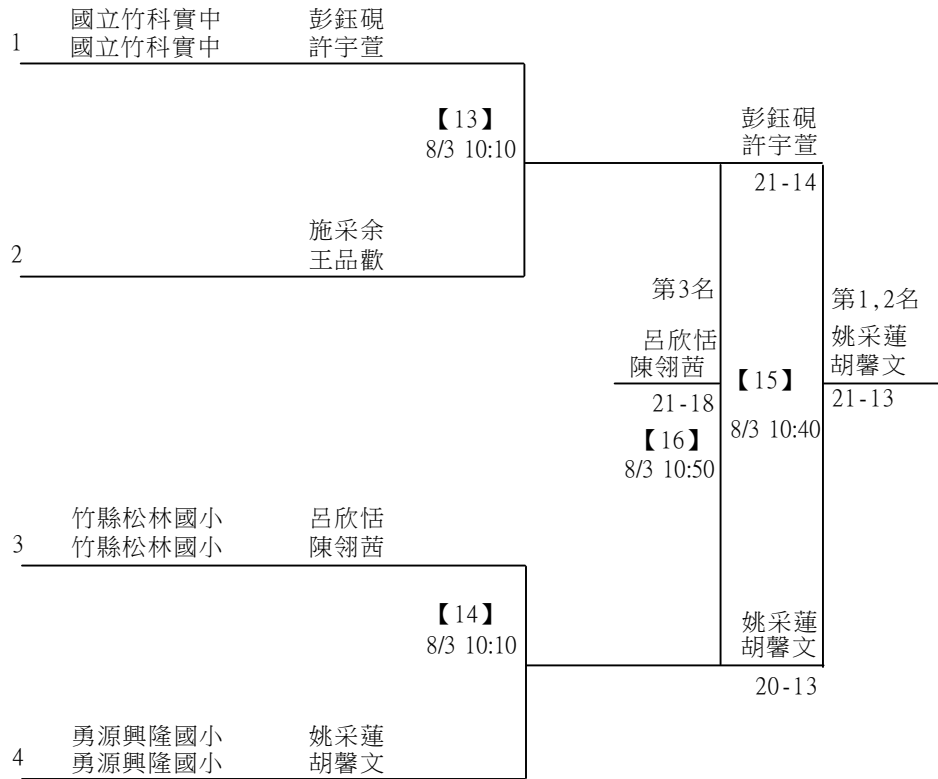 國立竹科實中 彭鈺硯
1 國立竹科實中 許宇萱
【13】
8/3 10:10
彭鈺硯
許宇萱
21-14
施采余
2 王品歡
第3名
第1,2名
呂欣恬
陳翎茜
姚采蓮
胡馨文
【15】
21-18
21-13
【16】
8/3 10:40
8/3 10:50
竹縣松林國小 呂欣恬
3 竹縣松林國小 陳翎茜
【14】
8/3 10:10
姚采蓮
胡馨文
20-13
勇源興隆國小 姚采蓮
4 勇源興隆國小 胡馨文